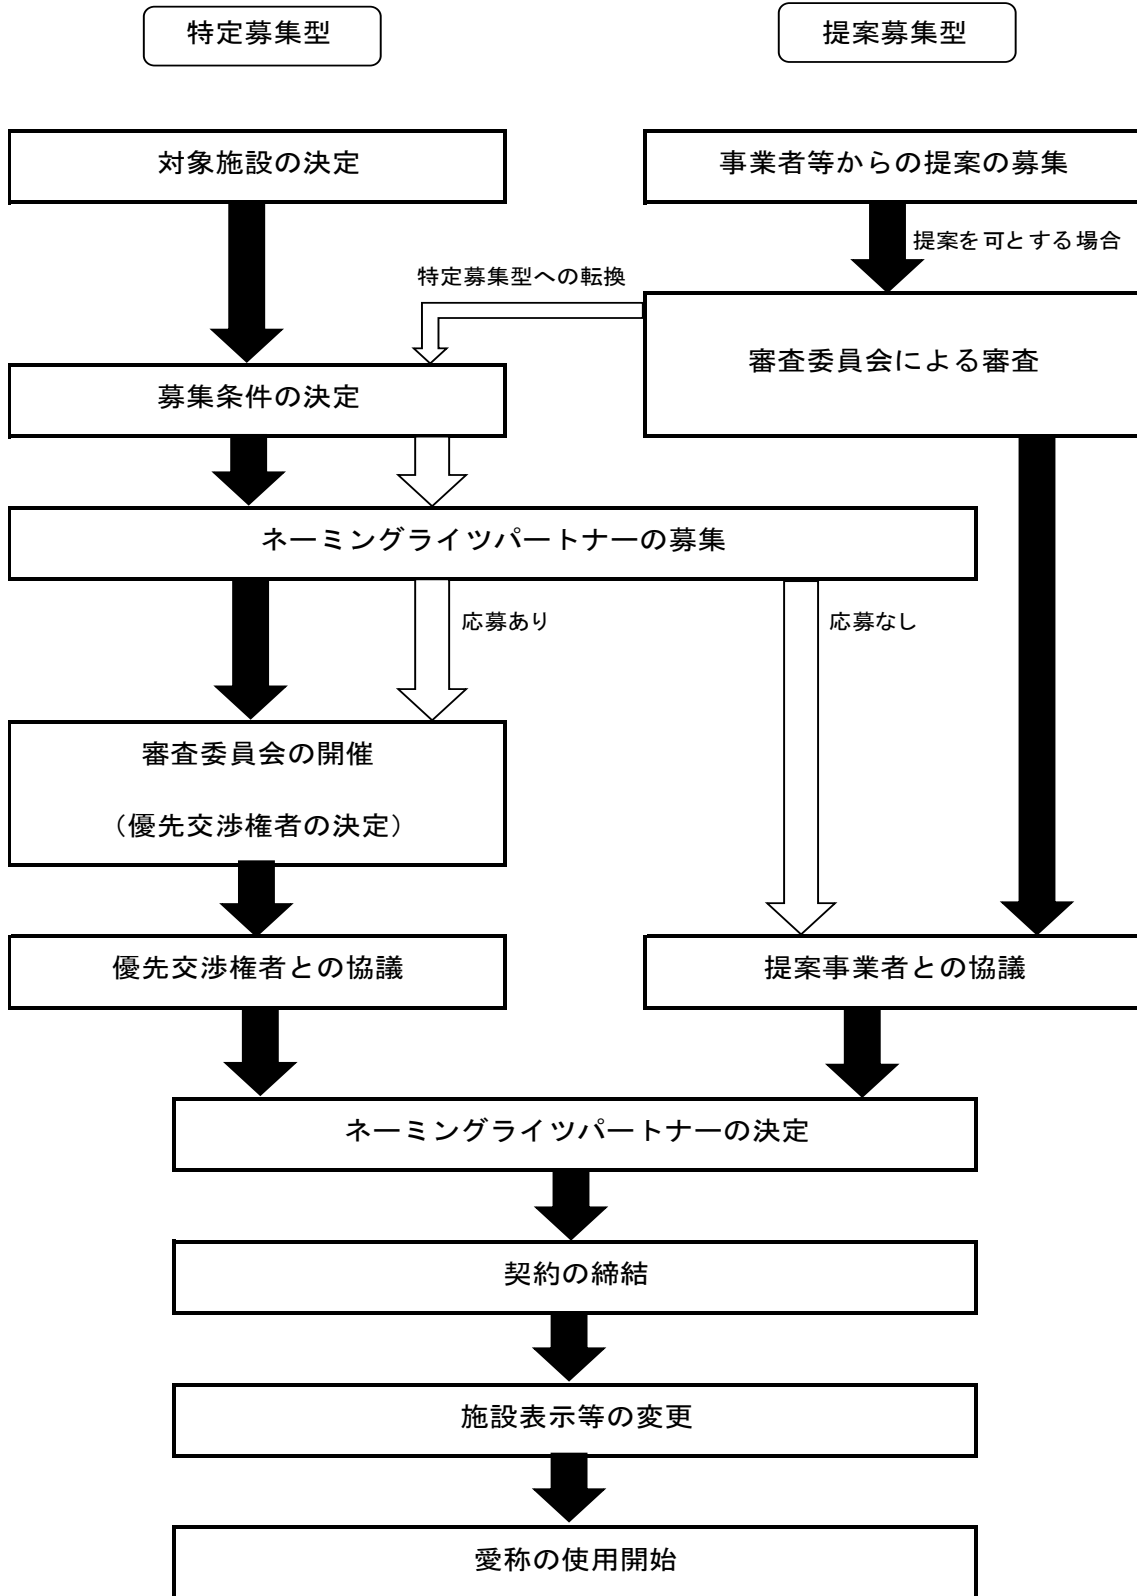 特定募集型
提案募集型
対象施設の決定
事業者等からの提案の募集
提案を可とする場合
特定募集型への転換
審査委員会による審査
募集条件の決定
ネーミングライツパートナーの募集
応募あり
応募なし
審査委員会の開催
（優先交渉権者の決定）
優先交渉権者との協議
提案事業者との協議
ネーミングライツパートナーの決定
契約の締結
施設表示等の変更
愛称の使用開始